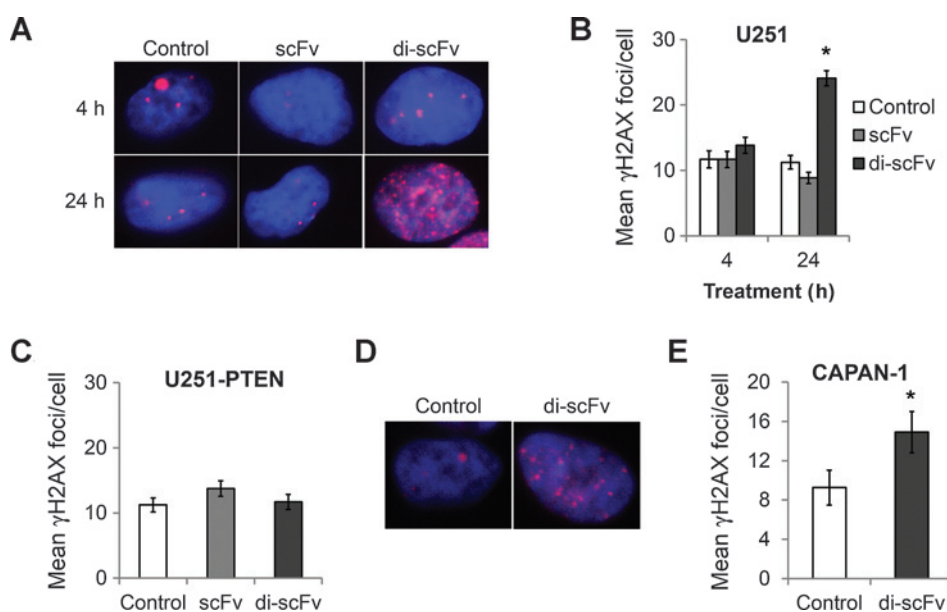 A
Control scFv di-scFv
4 h
24 h
B
U251
Mean γH2AX foci/cell
30
20
10
0
*
Control
scFv
di-scFv
4 24
Treatment (h)
C
U251-PTEN
Mean γH2AX foci/cell
30
20
10
0
Control scFv di-scFv
D
Control di-scFv
E
CAPAN-1
Mean γH2AX foci/cell
20
16
12
8
4
0
*
Control di-scFv